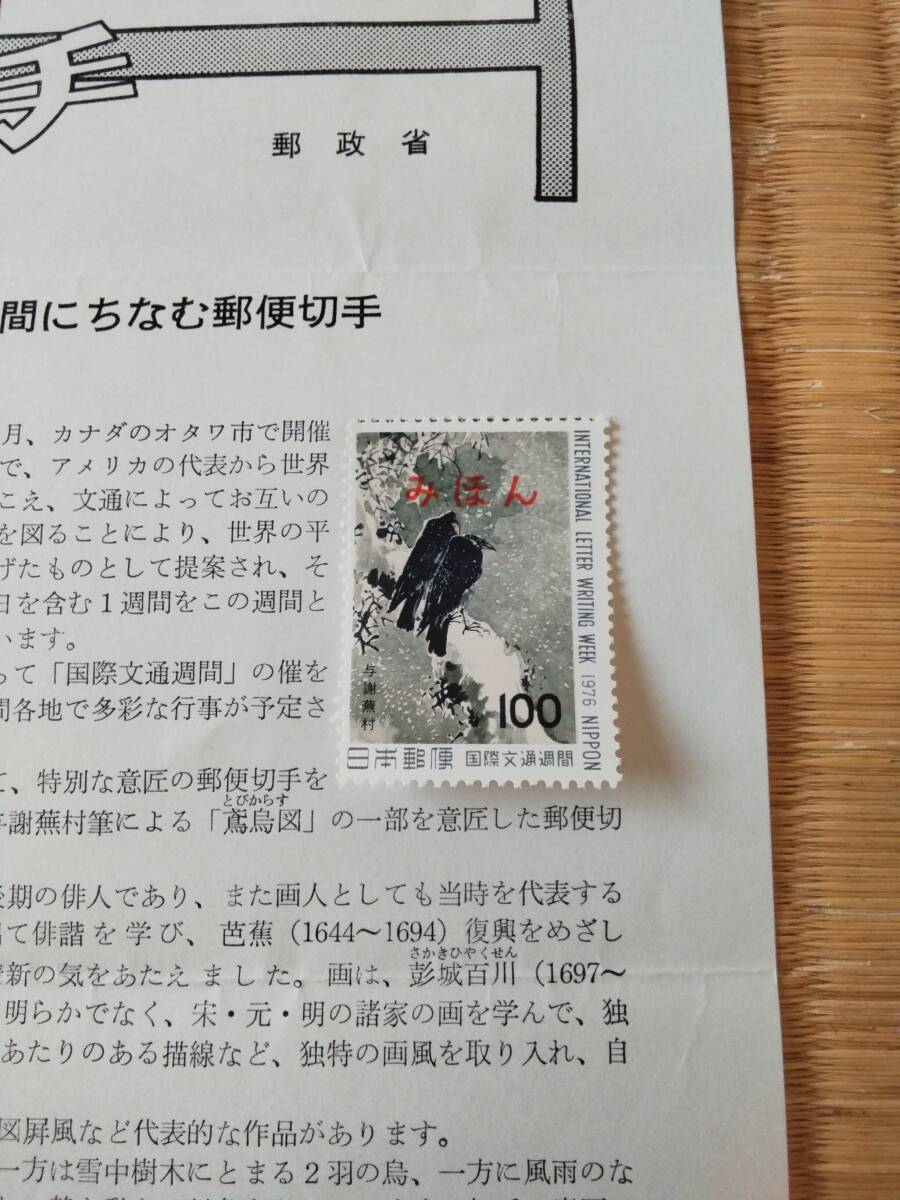 手
郵政省
間にちなむ郵便切手
月、カナダのオタワ市で開催
で、アメリカの代表から世界
こえ、文通によってお互いの
を図ることにより、世界の平
げたものとして提案され、そ
日を含む1週間をこの週間と
います。
って「国際文通週間」の催を
間各地で多彩な行事が予定さ
て、特別な意匠の郵便切手を
とびからす
与謝蕪村筆による「鳶烏図」の一部を意匠した郵便切
後期の俳人であり、また画人としても当時を代表する
出て俳諧を学び、芭蕉（1644〜1694）復興をめざし
さかきひやくせん
新の気をあたえました。画は、彭城百川（1697〜
明らかでなく、宋・元・明の諸家の画を学んで、独
あたりのある描線など、独特の画風を取り入れ、自
図屛風など代表的な作品があります。
一方は雪中樹木にとまる2羽の烏、一方に風雨のな
みほん
INTERNATIONAL LETTER WRITING WEEK 1976 NIPPON
与謝蕪村
100
日本郵便 国際文通週間